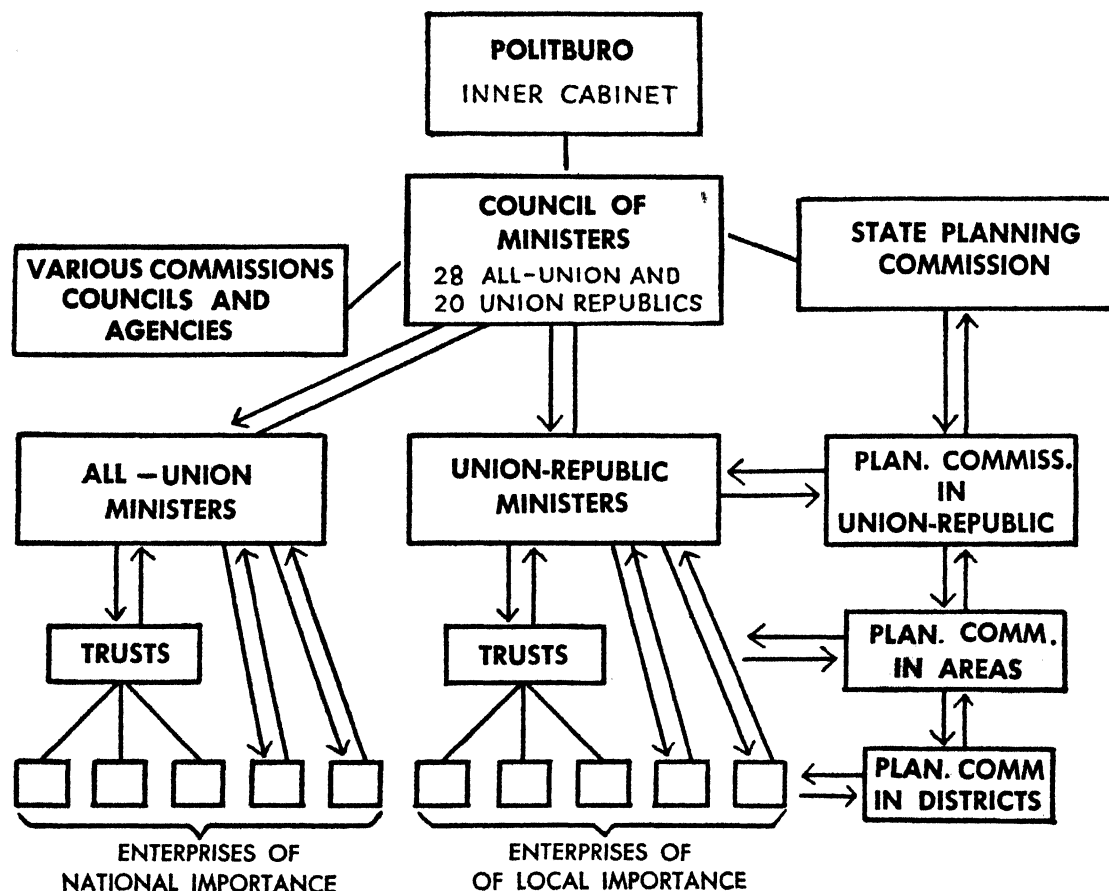 POLITBURO
INNER CABINET
COUNCIL OF
MINISTERS
28 ALL-UNION AND
20 UNION REPUBLICS
VARIOUS COMMISSIONS
COUNCILS AND
AGENCIES
STATE PLANNING
COMMISSION
ALL-UNION
MINISTERS
UNION-REPUBLIC
MINISTERS
PLAN. COMMISS.
IN
UNION-REPUBLIC
TRUSTS
TRUSTS
PLAN. COMM.
IN AREAS
PLAN. COMM
IN DISTRICTS
ENTERPRISES OF
NATIONAL IMPORTANCE
ENTERPRISES OF
OF LOCAL IMPORTANCE